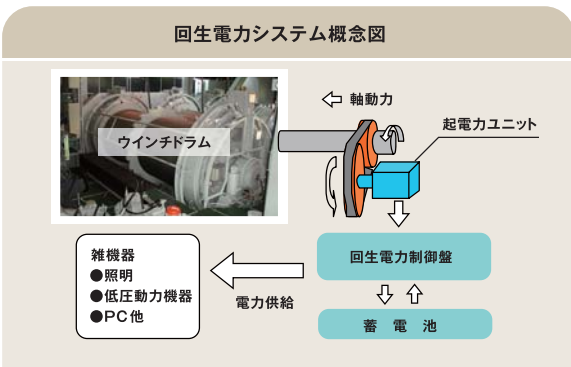 回生電力システム概念図
軸動力
起電力ユニット
ウインチドラム
回生電力制御盤
雑機器
●照明
●低圧動力機器
●PC他
電力供給
蓄電池